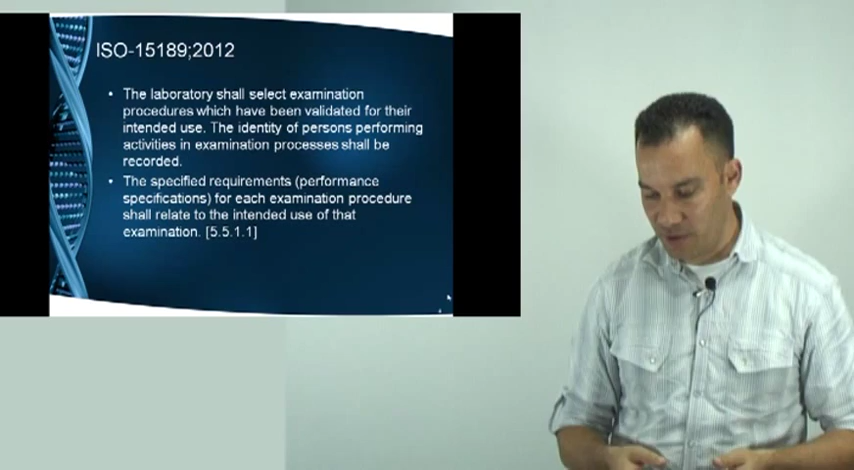 ISO-15189;2012
• The laboratory shall select examination
procedures which have been validated for their
intended use. The identity of persons performing
activities in examination processes shall be
recorded.
• The specified requirements (performance
specifications) for each examination procedure
shall relate to the intended use of that
examination. [5.5.1.1]